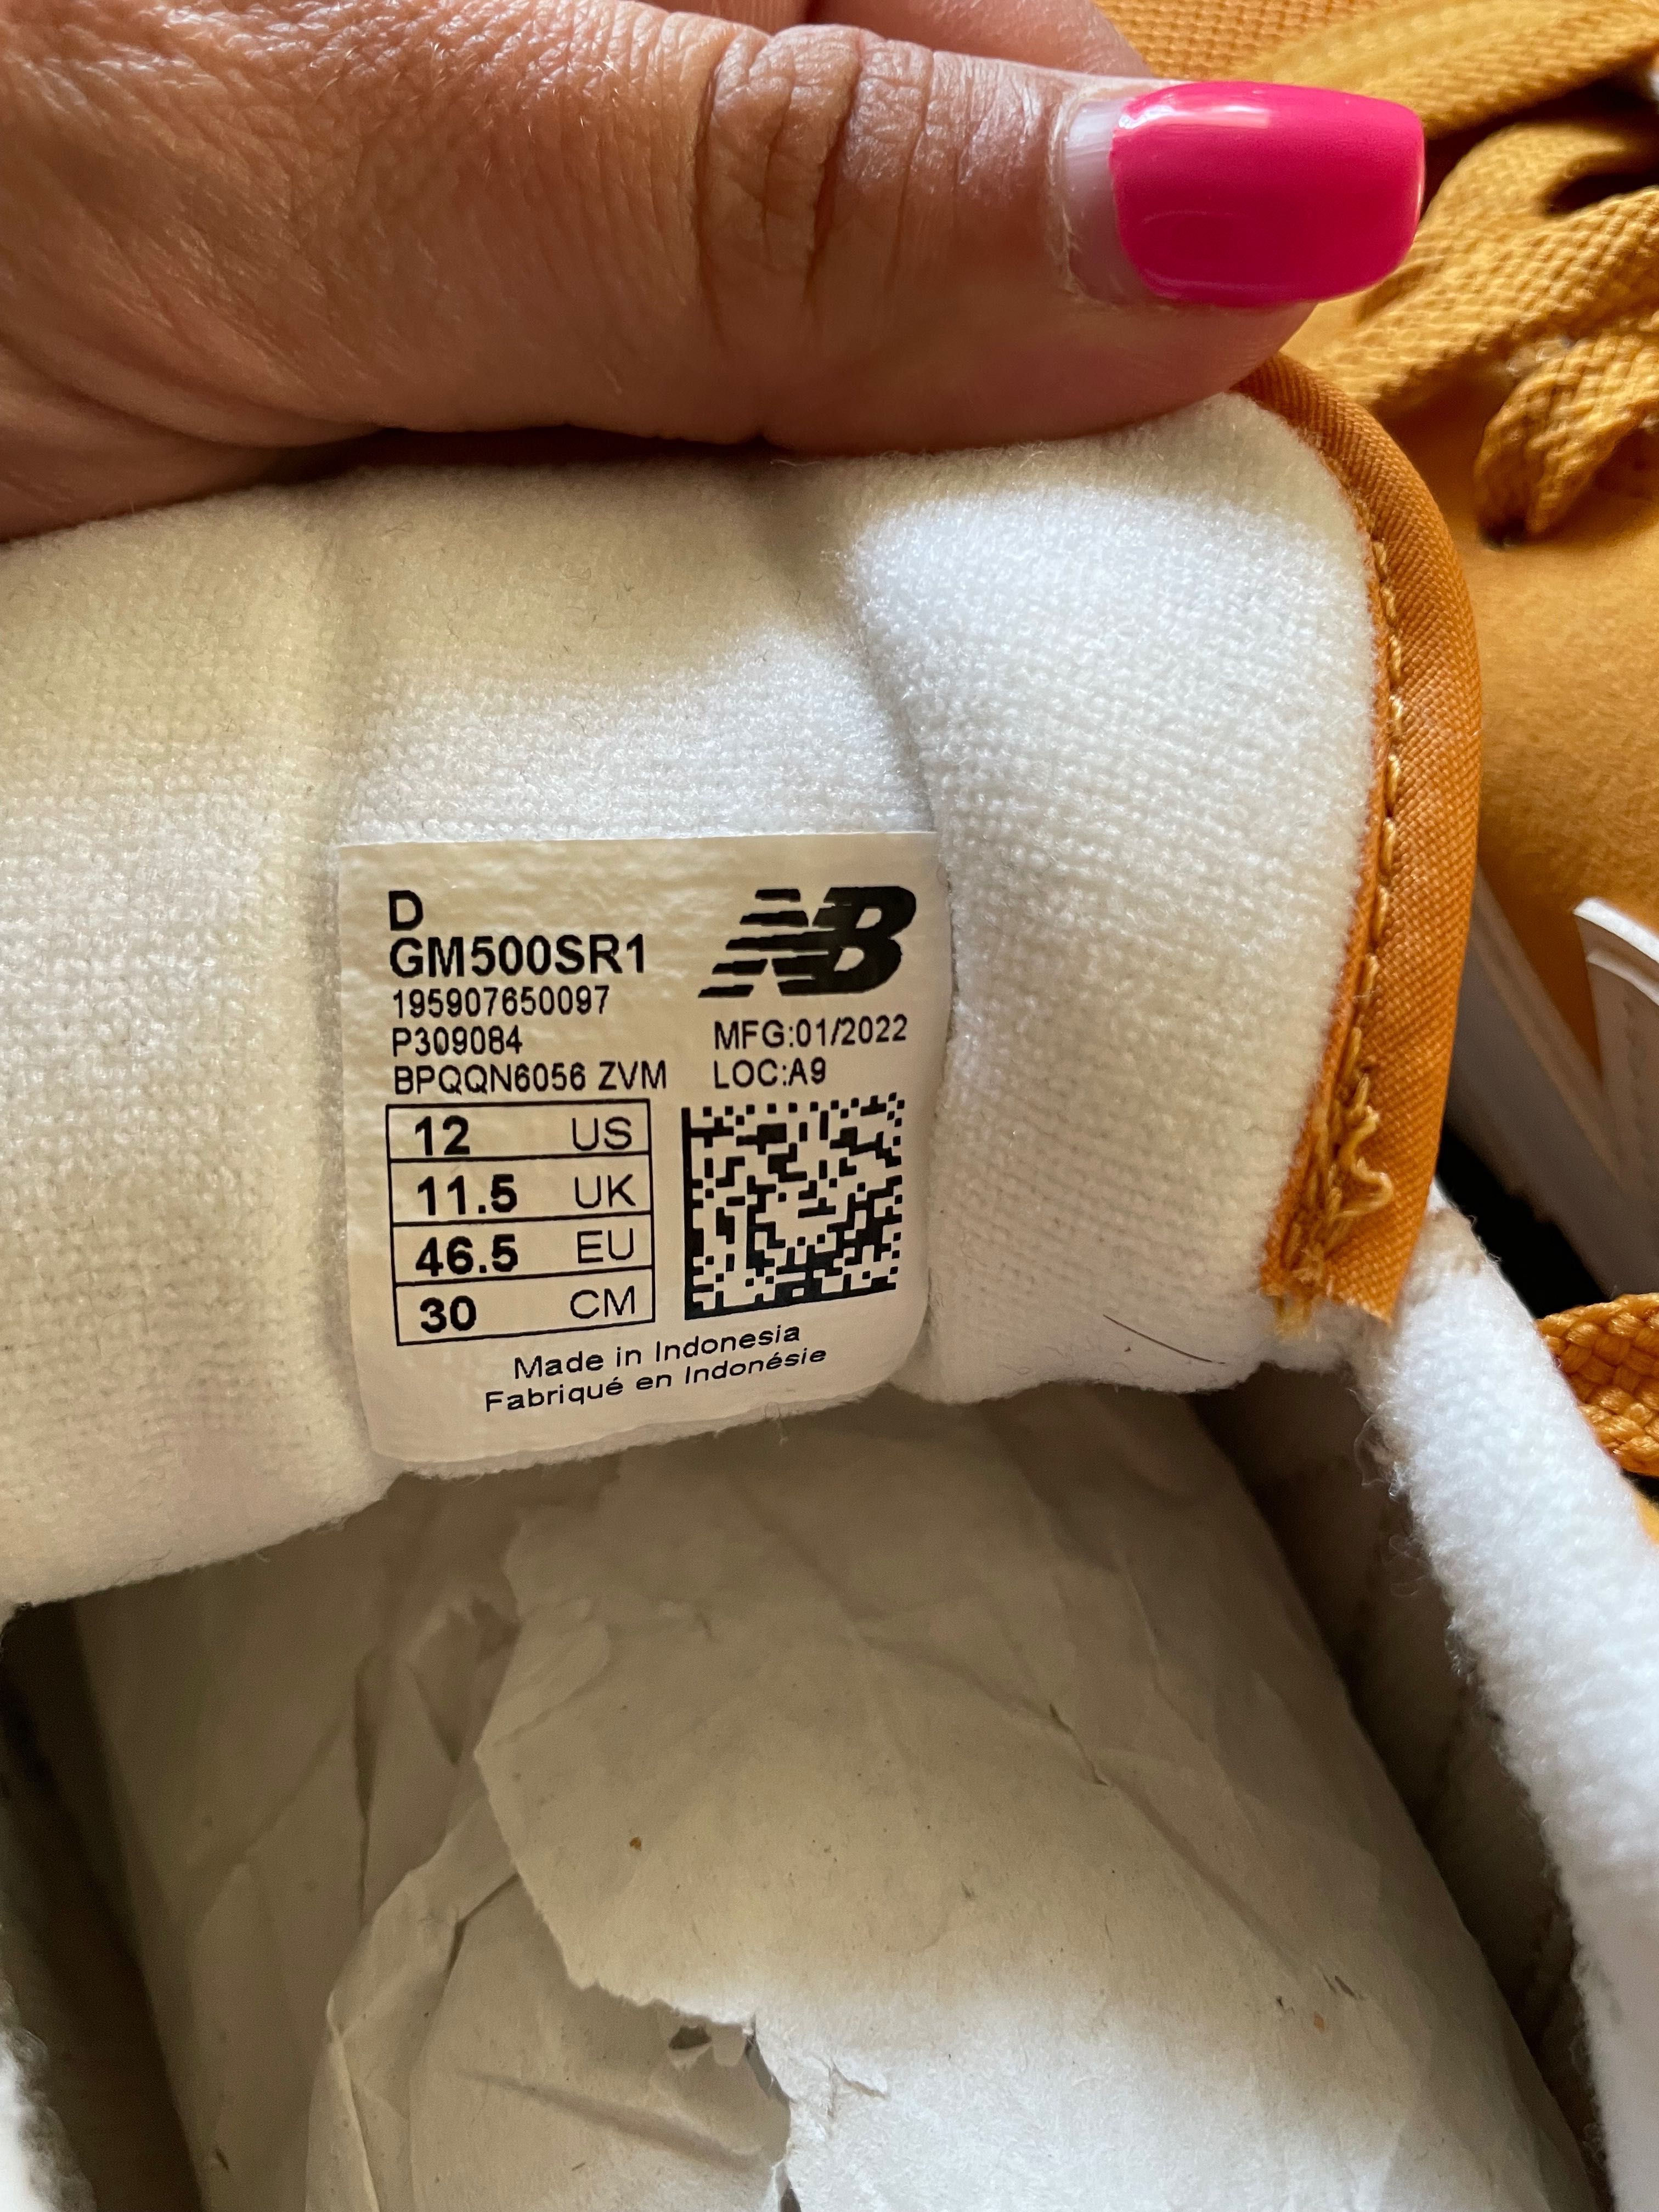 D
GM500SR1
195907650097
P309084
BPQQN6056 ZVM
NB
MFG:01/2022
LOC:A9
12 US
11.5 UK
46.5 EU
30 CM
Made in Indonesia
Fabriqué en Indonésie